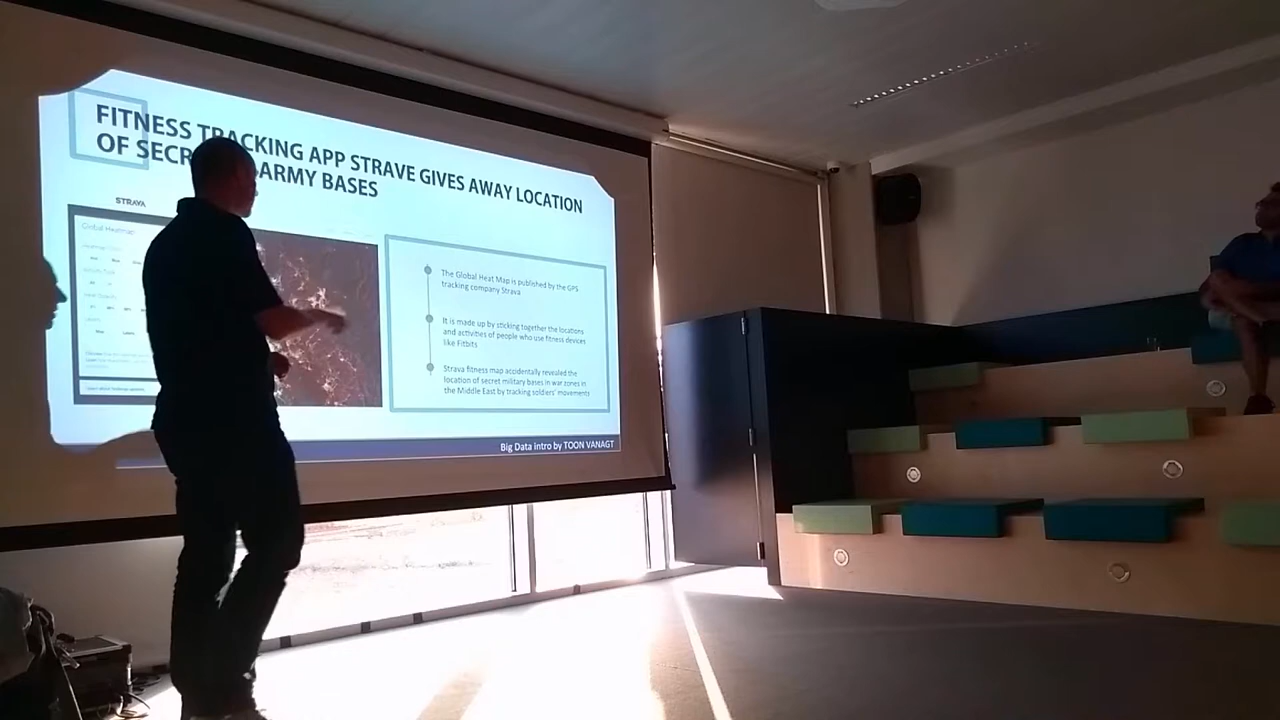 FITNESS TRACKING APP STRAVE GIVES AWAY LOCATION
OF ARMY BASES
STRAVA
Global Heatmap
The Global Heat Map is published by the GPS
tracking company Strava
It is made up by sticking together the locations
and activities of people who use fitness devices
like Fitbits
Strava fitness map accidentally revealed the
location of secret military bases in war zones in
the Middle East by tracking soldiers' movements
Big Data intro by TOON VANAGT